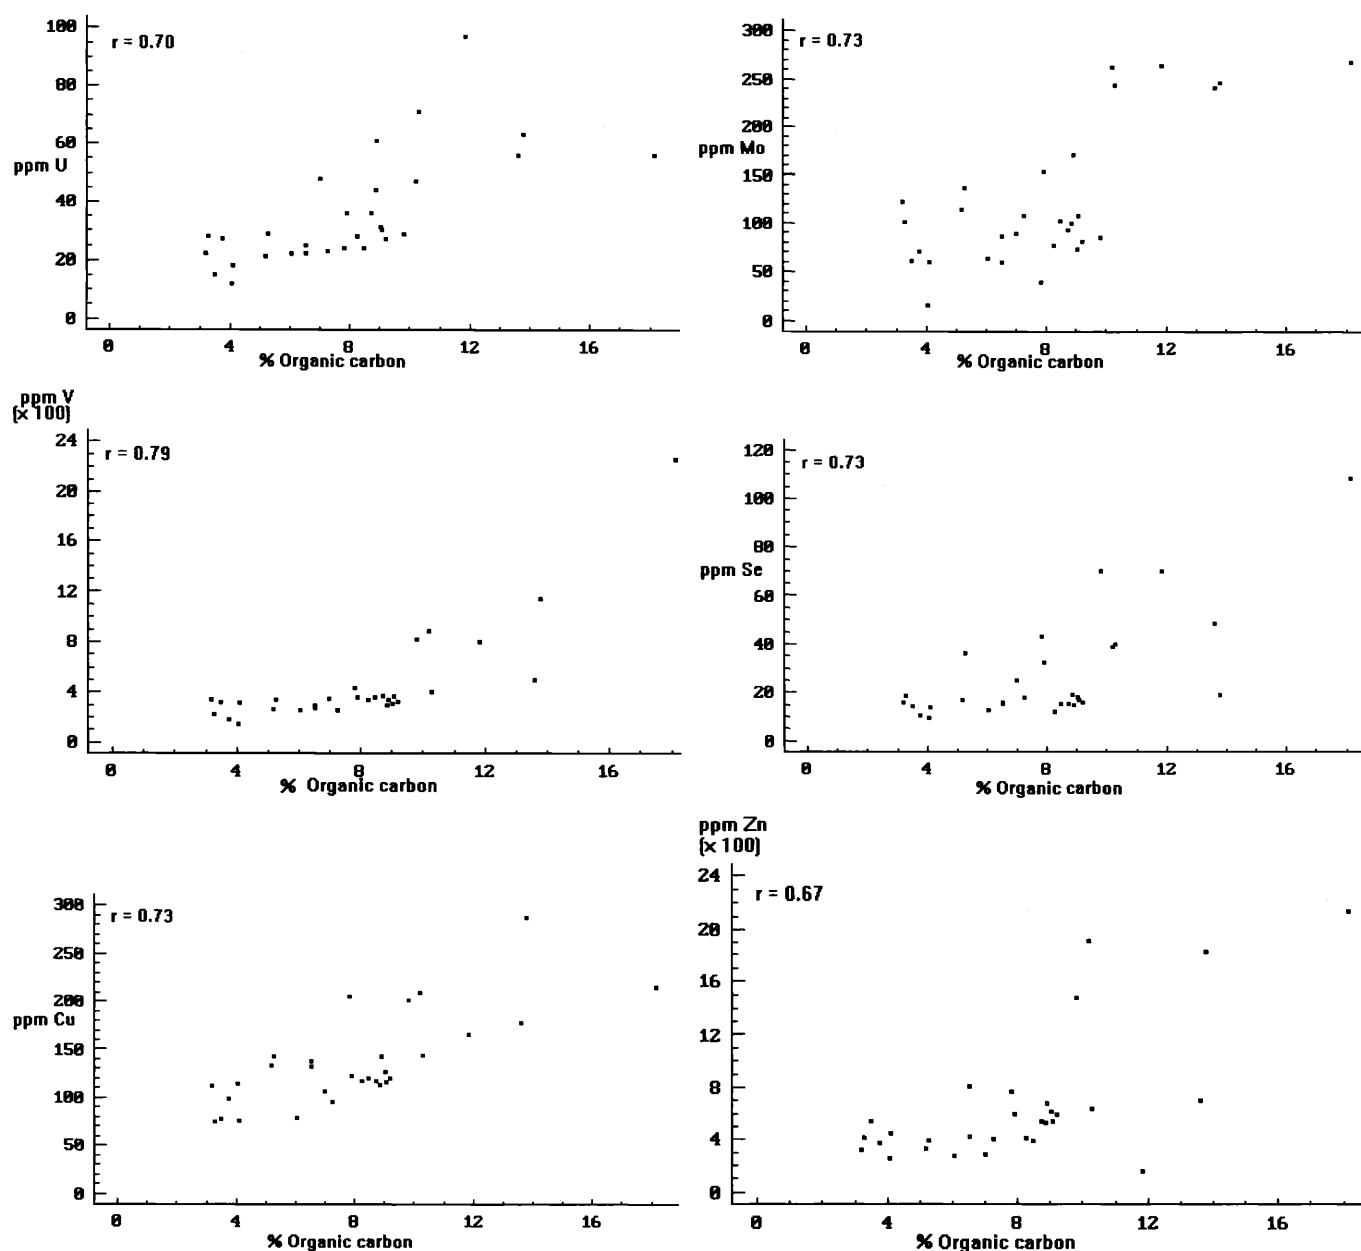 100
r = 0.70
80
60
ppm U
40
20
0
0 4 8 12 16
% Organic carbon
300
r = 0.73
250
200
ppm Mo
150
100
50
0
0 4 8 12 16
% Organic carbon
ppm V
(x 100)
24
r = 0.79
20
16
12
8
4
0
0 4 8 12 16
% Organic carbon
120
r = 0.73
100
80
ppm Se
60
40
20
0
0 4 8 12 16
% Organic carbon
300
r = 0.73
250
200
ppm Cu
150
100
50
0
0 4 8 12 16
% Organic carbon
ppm Zn
(x 100)
24
r = 0.67
20
16
12
8
4
0
0 4 8 12 16
% Organic carbon